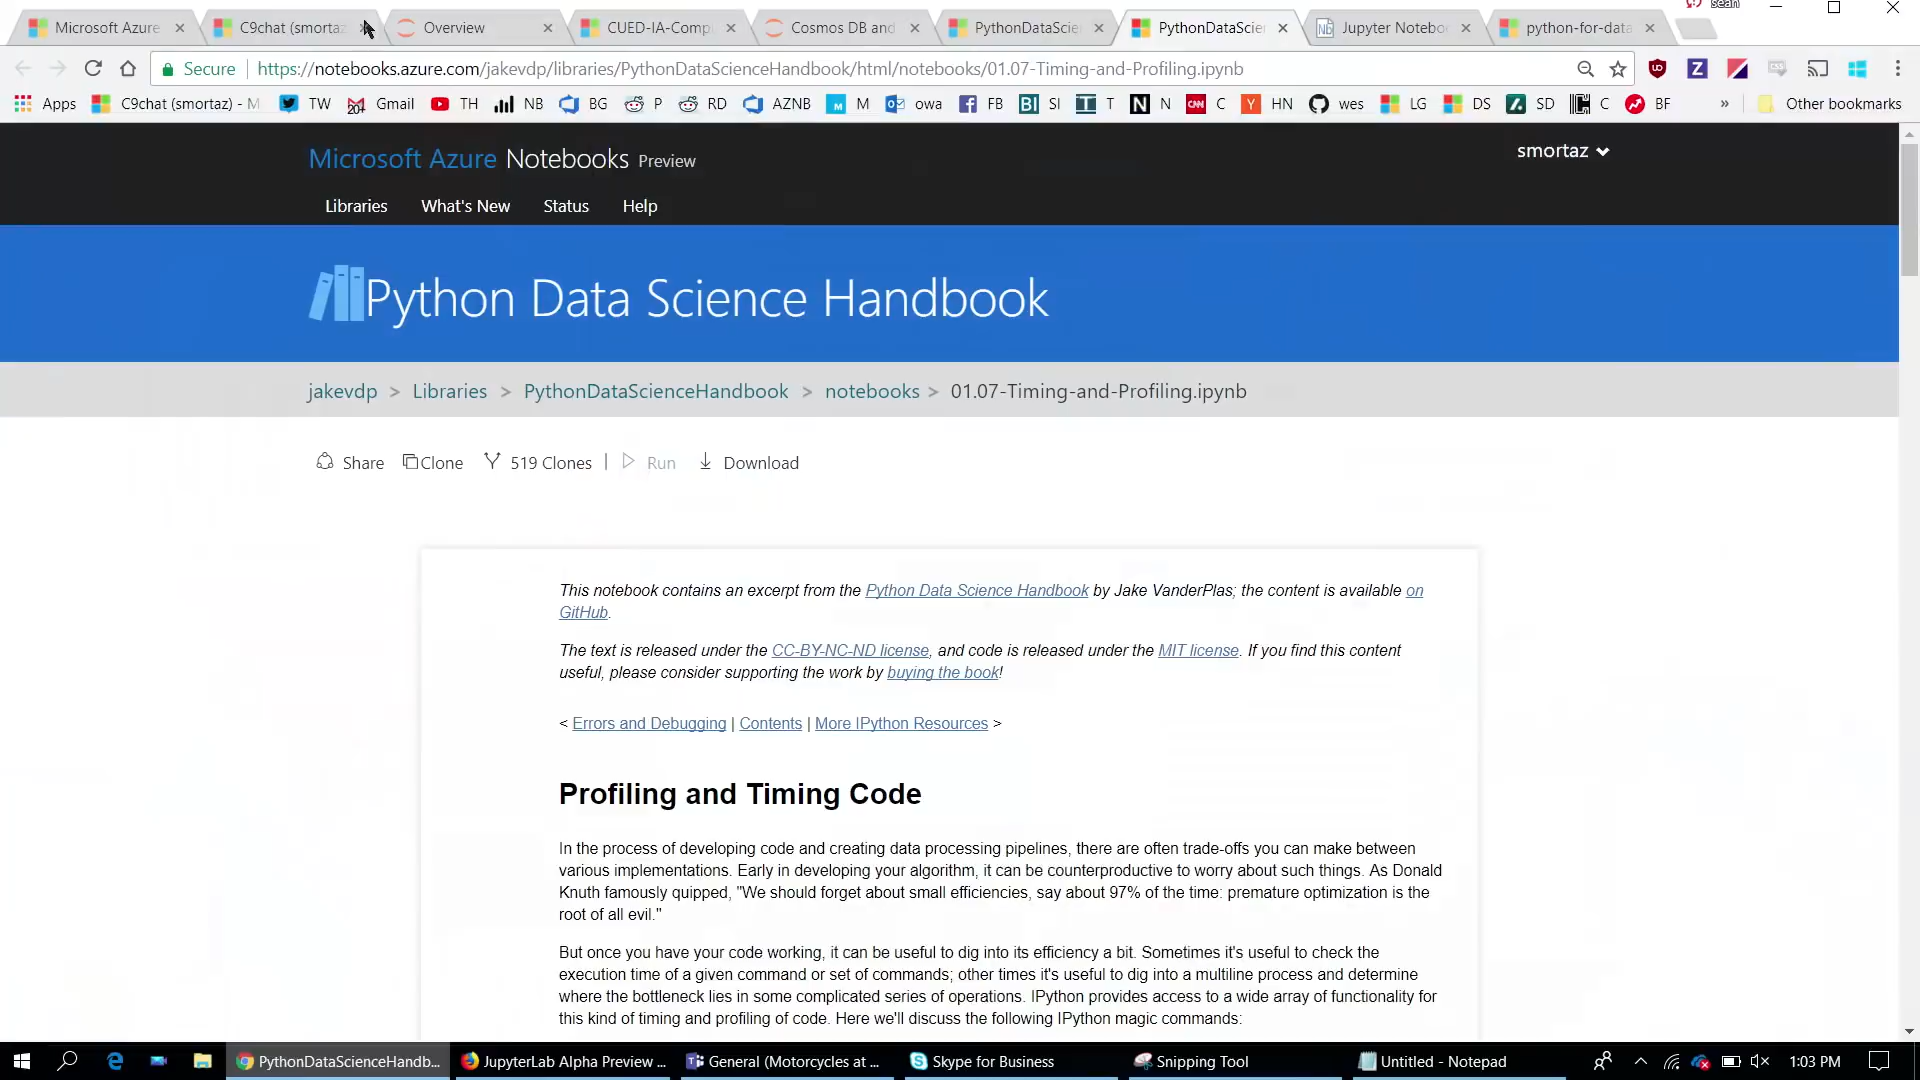 sean
Microsoft Azure
C9chat (smortaz
Overview
CUED-IA-Comp
Cosmos DB and
PythonDataScie
PythonDataScie
Jupyter Notebo
python-for-data
Secure https://notebooks.azure.com/jakevdp/libraries/PythonDataScienceHandbook/html/notebooks/01.07-Timing-and-Profiling.ipynb
Apps C9chat (smortaz) - M TW Gmail TH NB BG P RD AZNB M owa FB SI T N C HN wes LG DS SD C BF » Other bookmarks
Microsoft Azure Notebooks Preview
smortaz
Libraries What's New Status Help
Python Data Science Handbook
jakevdp > Libraries > PythonDataScienceHandbook > notebooks > 01.07-Timing-and-Profiling.ipynb
Share Clone 519 Clones | Run Download
This notebook contains an excerpt from the Python Data Science Handbook by Jake VanderPlas; the content is available on
GitHub.
The text is released under the CC-BY-NC-ND license, and code is released under the MIT license. If you find this content
useful, please consider supporting the work by buying the book!
< Errors and Debugging | Contents | More IPython Resources >
Profiling and Timing Code
In the process of developing code and creating data processing pipelines, there are often trade-offs you can make between
various implementations. Early in developing your algorithm, it can be counterproductive to worry about such things. As Donald
Knuth famously quipped, "We should forget about small efficiencies, say about 97% of the time: premature optimization is the
root of all evil."
But once you have your code working, it can be useful to dig into its efficiency a bit. Sometimes it's useful to check the
execution time of a given command or set of commands; other times it's useful to dig into a multiline process and determine
where the bottleneck lies in some complicated series of operations. IPython provides access to a wide array of functionality for
this kind of timing and profiling of code. Here we'll discuss the following IPython magic commands:
PythonDataScienceHandb...
JupyterLab Alpha Preview ...
General (Motorcycles at ...
Skype for Business
Snipping Tool
Untitled - Notepad
1:03 PM